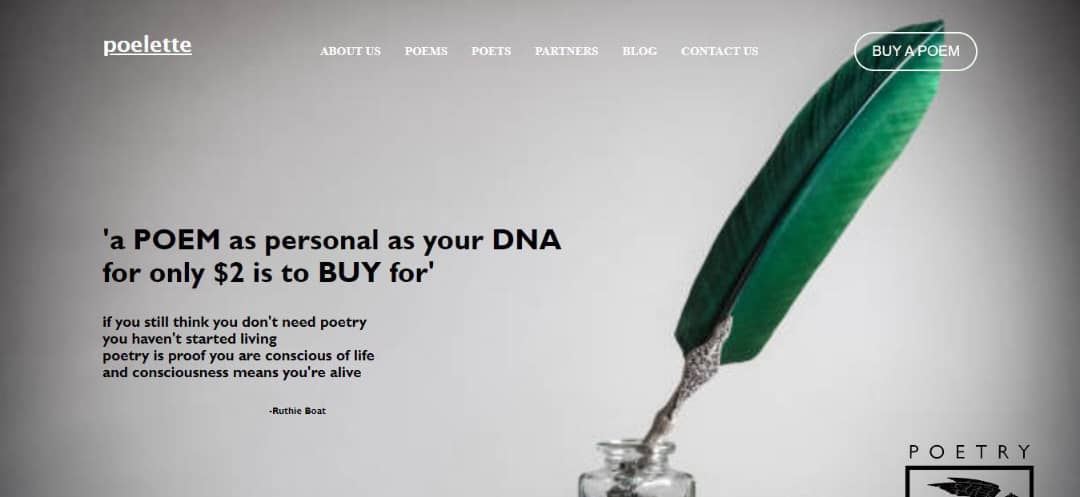 poelette
ABOUT US POEMS POETS PARTNERS BLOG CONTACT US
BUY A POEM
'a POEM as personal as your DNA
for only $2 is to BUY for'
if you still think you don't need poetry
you haven't started living
poetry is proof you are conscious of life
and consciousness means you're alive
-Ruthie Boat
POETRY